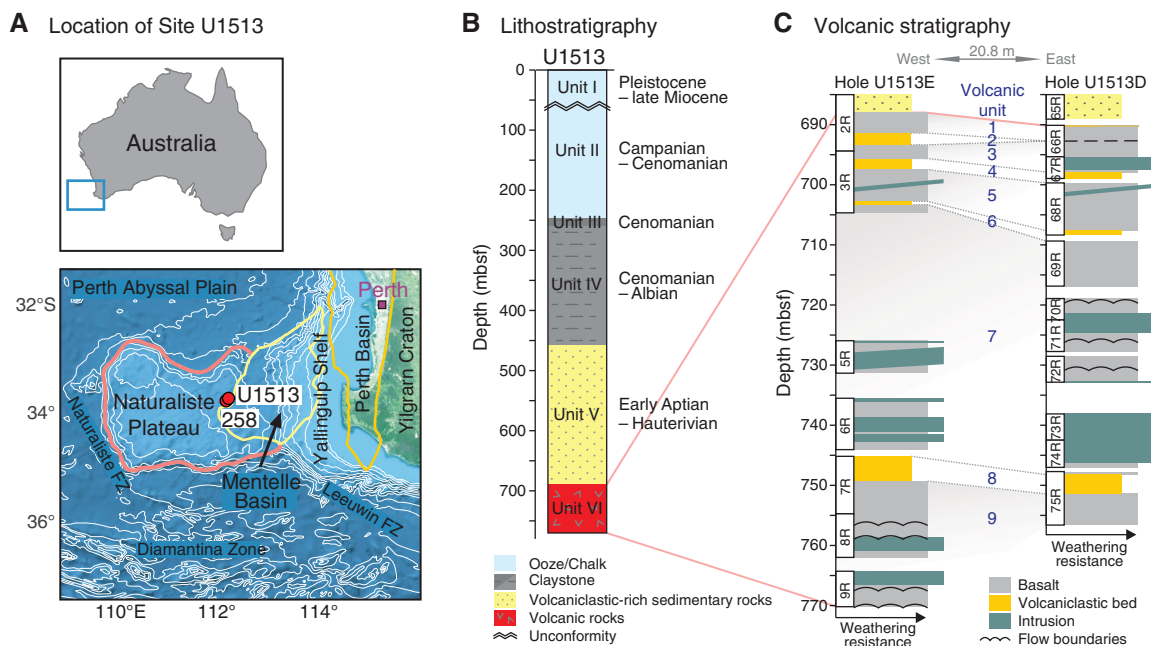 A Location of Site U1513
Australia
Perth Abyssal Plain
Perth
Naturaliste
Plateau
U1513
258
Mentelle
Basin
Yallingulp Shelf
Perth Basin
Yilgrarn Craton
Naturaliste FZ
Leeuwin FZ
Diamantina Zone
32°S
34°
36°
110°E
112°
114°
B Lithostratigraphy
U1513
Depth (mbsf)
0
100
200
300
400
500
600
700
Unit I
Unit II
Unit III
Unit IV
Unit V
Unit VI
Pleistocene
– late Miocene
Campanian
– Cenomanian
Cenomanian
Cenomanian
– Albian
Early Aptian
- Hauterivian
Ooze/Chalk
Claystone
Volcaniclastic-rich sedimentary rocks
Volcanic rocks
Unconformity
C Volcanic stratigraphy
West
20.8 m
East
Hole U1513E
Volcanic
unit
Hole U1513D
Depth (mbsf)
690
700
710
720
730
740
750
760
770
2R
3R
5R
6R
7R
8R
9R
1
2
3
4
5
6
7
8
9
65R
66R
67R
68R
69R
70R
71R
72R
73R
74R
75R
Weathering
resistance
Weathering
resistance
Basalt
Volcaniclastic bed
Intrusion
Flow boundaries